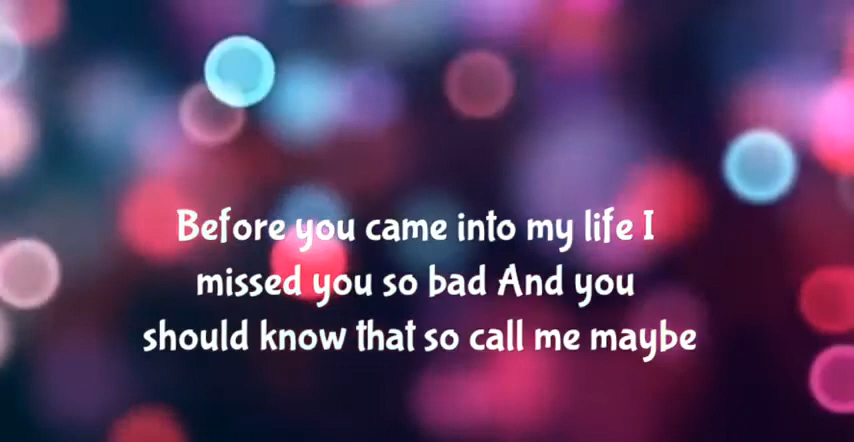 Before you came into my life I
missed you so bad And you
should know that so call me maybe